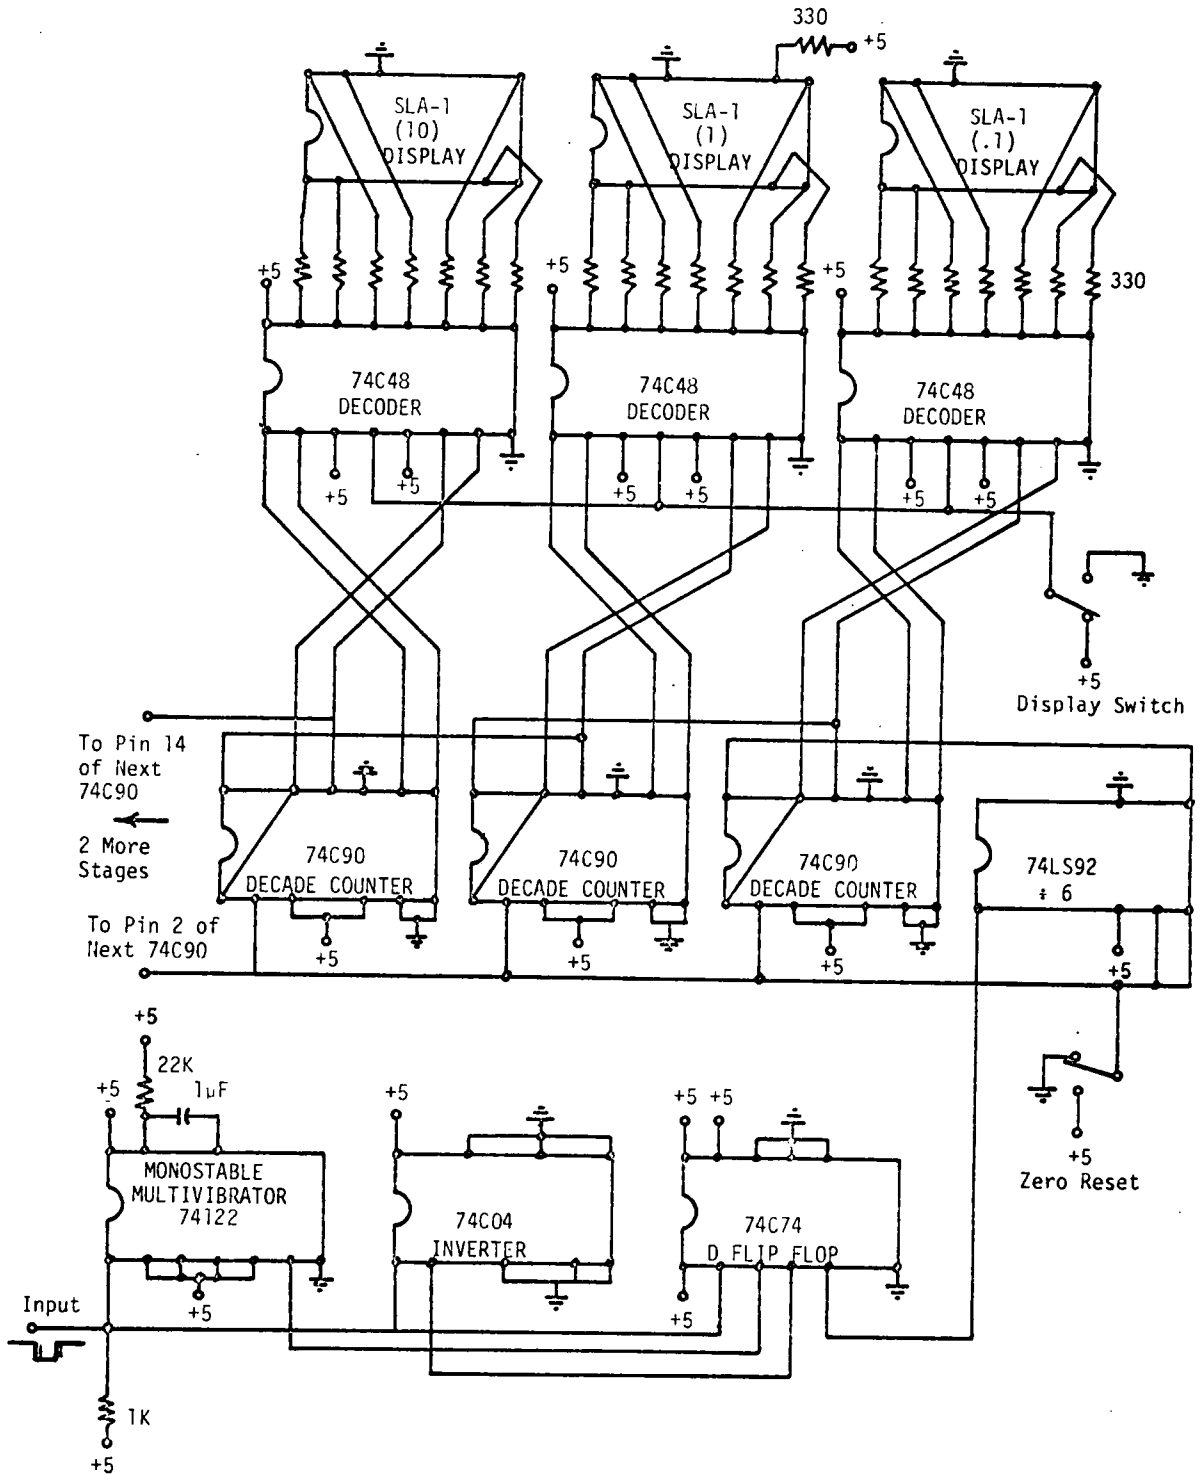 330
+5
SLA-1
(10)
DISPLAY
SLA-1
(1)
DISPLAY
SLA-1
(.1)
DISPLAY
+5
+5
+5
330
74C48
DECODER
74C48
DECODER
74C48
DECODER
+5
+5
+5
+5
+5
+5
+5
Display Switch
To Pin 14
of Next
74C90
2 More
Stages
74C90
DECADE COUNTER
74C90
DECADE COUNTER
74C90
DECADE COUNTER
74LS92
÷ 6
To Pin 2 of
Next 74C90
+5
+5
+5
+5
+5
22K
1µF
+5
+5
+5
+5
+5
Zero Reset
MONOSTABLE
MULTIVIBRATOR
74122
74C04
INVERTER
74C74
D FLIP FLOP
Input
+5
+5
1K
+5